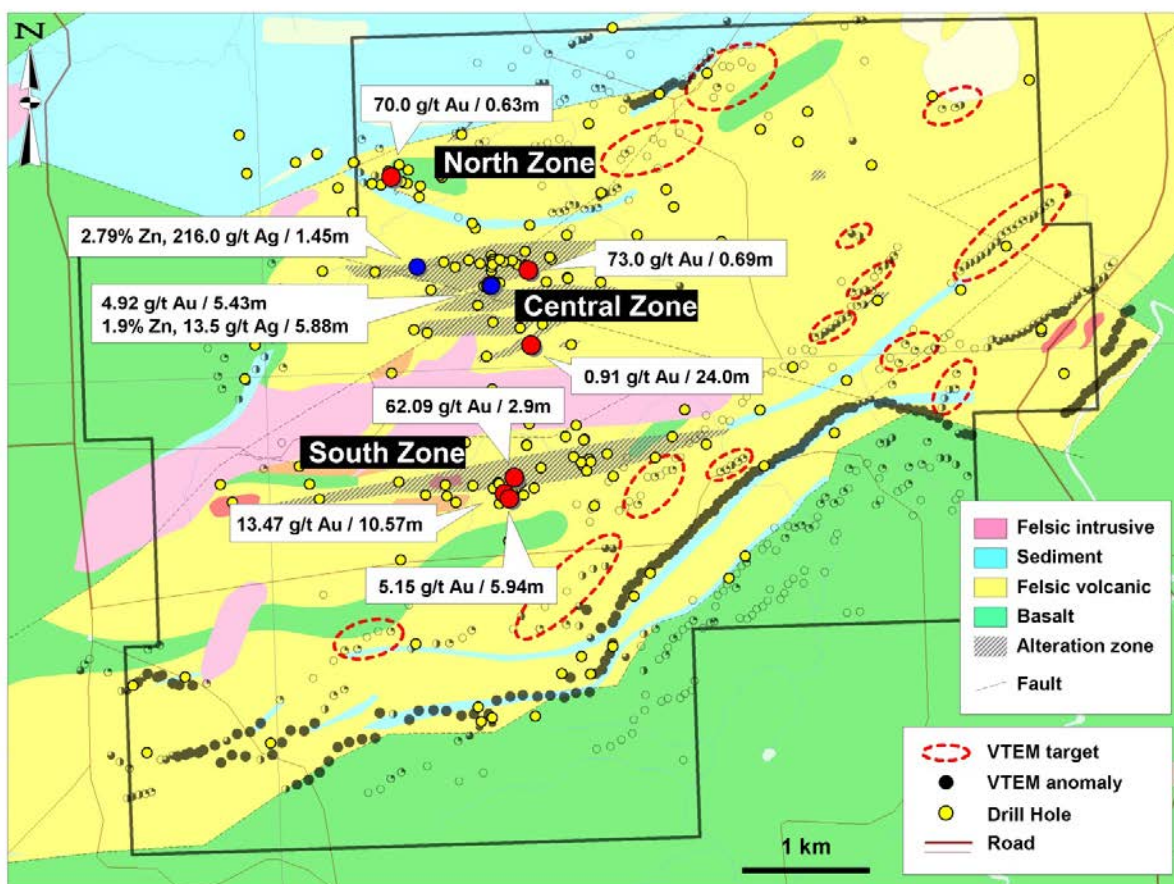 N
70.0 g/t Au / 0.63m
North Zone
2.79% Zn, 216.0 g/t Ag / 1.45m
73.0 g/t Au / 0.69m
4.92 g/t Au / 5.43m
1.9% Zn, 13.5 g/t Ag / 5.88m
Central Zone
0.91 g/t Au / 24.0m
62.09 g/t Au / 2.9m
South Zone
13.47 g/t Au / 10.57m
5.15 g/t Au / 5.94m
Felsic intrusive
Sediment
Felsic volcanic
Basalt
Alteration zone
Fault
VTEM target
VTEM anomaly
Drill Hole
Road
1 km